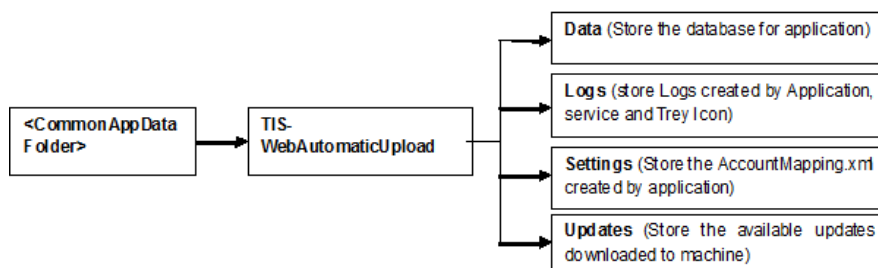 Data (Store the database for application)
Logs (store Logs created by Application,
service and Trey Icon)
<CommonAppData
Folder>
TIS-
WebAutomaticUpload
Settings (Store the AccountMapping.xml
created by application)
Updates (Store the available updates
downloaded to machine)